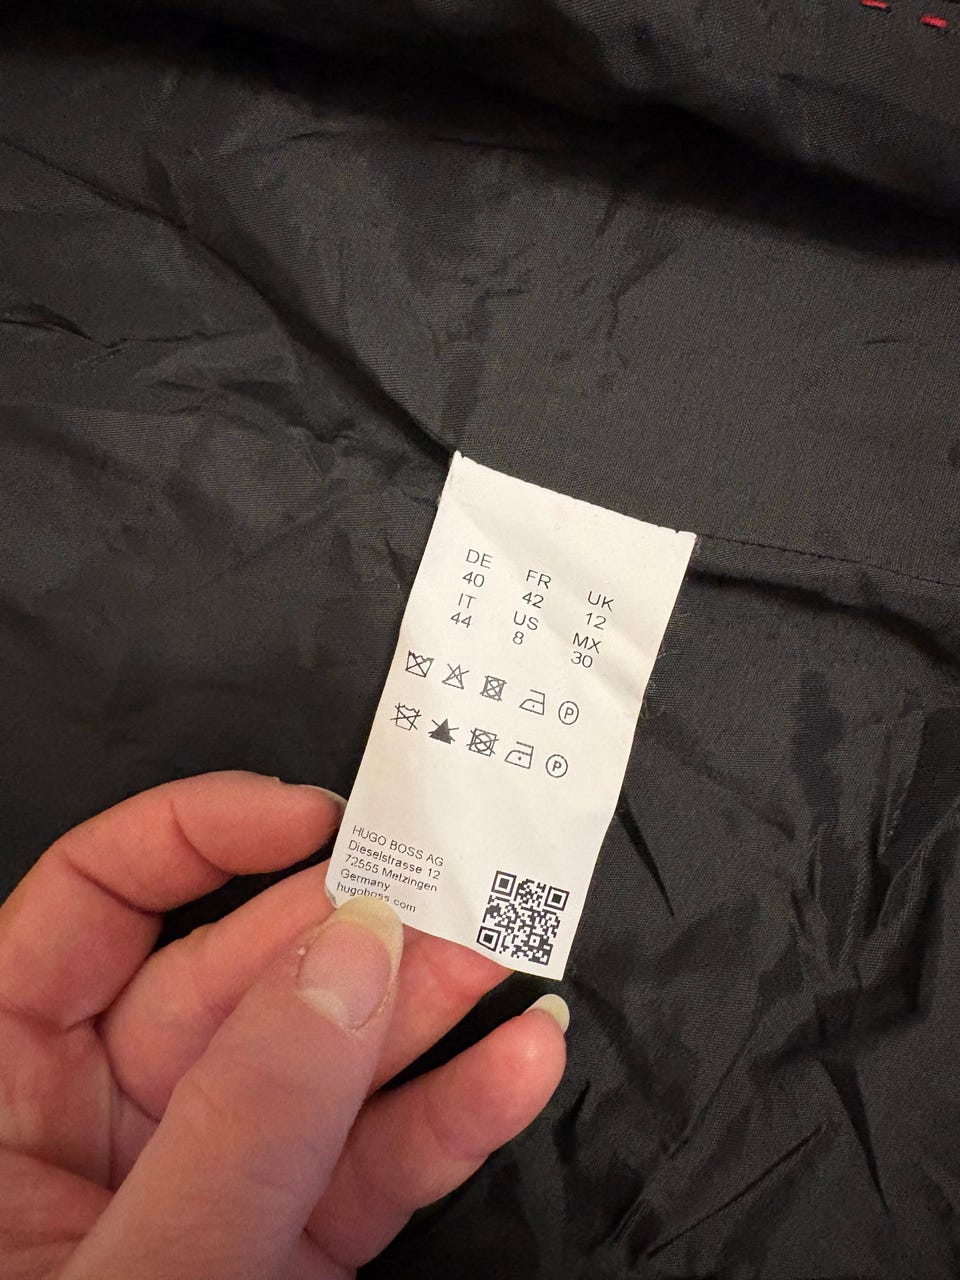 DE FR UK
40 42 12
IT US MX
44 8 30
P
P
HUGO BOSS AG
Dieselstrasse 12
72555 Metzingen
Germany
hugoboss.com